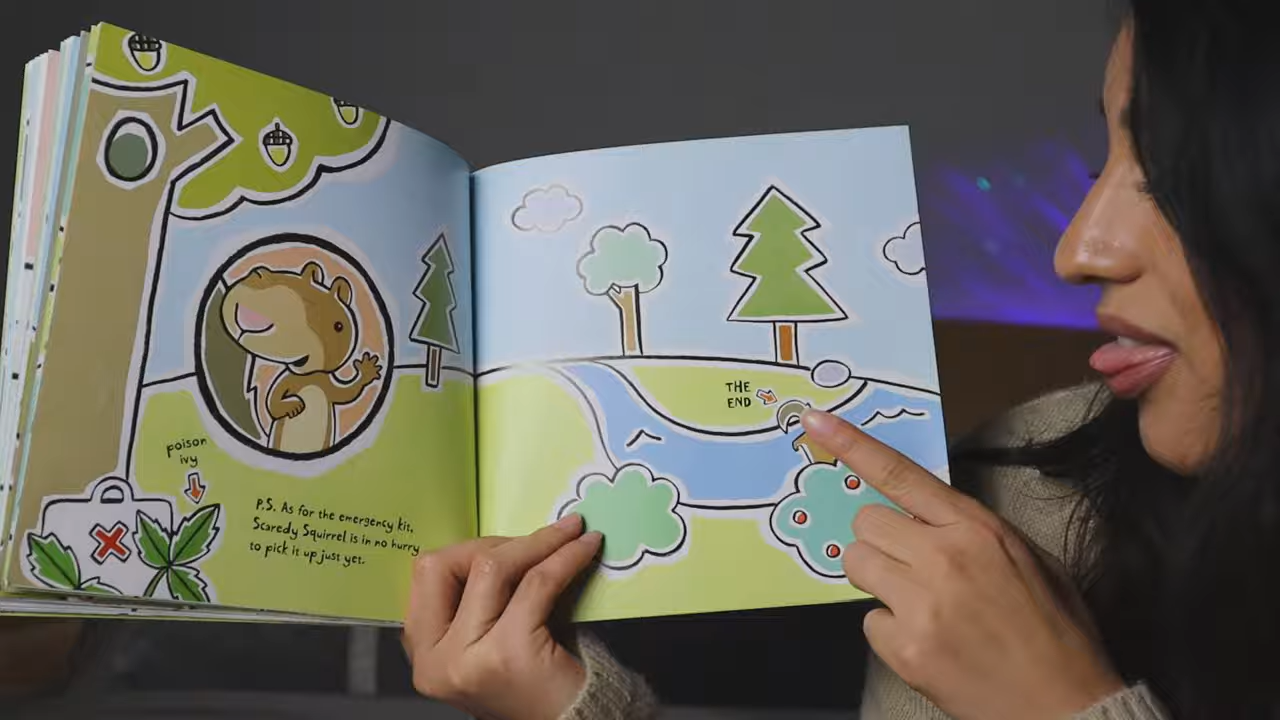 poison
ivy
P.S. As for the emergency kit,
Scaredy Squirrel is in no hurry
to pick it up just yet.
THE
END